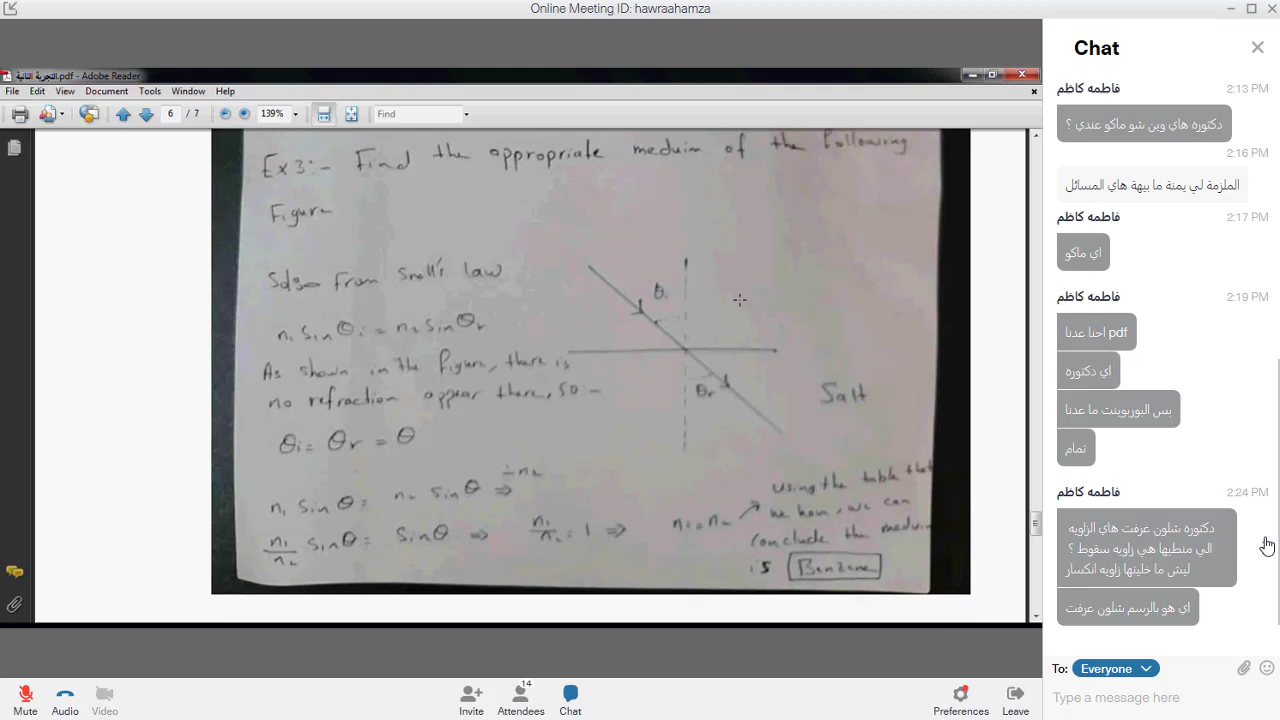 Online Meeting ID: hawraahamza
التجربة الثانية.pdf - Adobe Reader
File Edit View Document Tools Window Help
6 / 7 139% Find
Ex3:- Find the appropriate meduim of the following
Figure
Sol:- From Snell's law
n₁ sin θi = n₂ sin θr
As shown in the figure, there is
no refraction appear there, so -
θi = θr = θ
n₁ sin θ = n₂ sin θ ⇒ ÷n₂
n₁/n₂ sin θ = sin θ ⇒ n₁/n₂ = 1 ⇒ n₁ = n₂
θi
θr
Salt
Using the table that
we have, we can
conclude the meduim
is Benzene
Chat
فاطمه كاظم 2:13 PM
دكتوره هاي وين شو ماكو عندي ؟
2:16 PM
الملزمة لي يمنة ما بيهة هاي المسائل
فاطمه كاظم 2:17 PM
اي ماكو
فاطمه كاظم 2:19 PM
احنا عدنا pdf
اي دكتوره
بس البوربوينت ما عدنا
تمام
فاطمه كاظم 2:24 PM
دكتوره شلون عرفت هاي الزاويه
الي منطيها هي زاويه سقوط ؟
ليش ما خليتها زاويه انكسار
اي هو بالرسم شلون عرفت
To: Everyone
Type a message here
Mute Audio Video Invite 14 Attendees Chat Preferences Leave